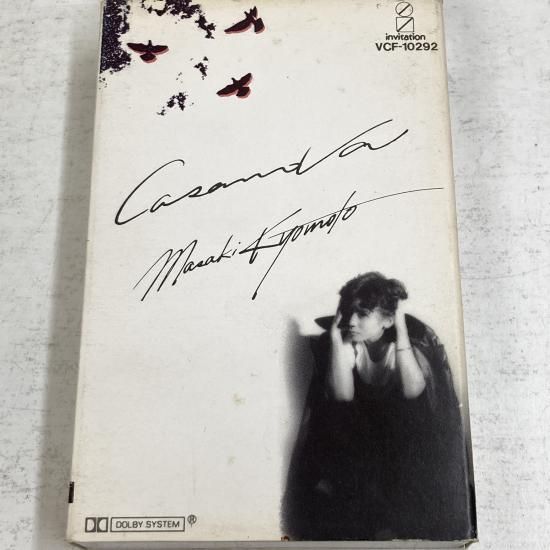 invitation
VCF-10292
Casanova
Masaki Kyomoto
DOLBY SYSTEM ®